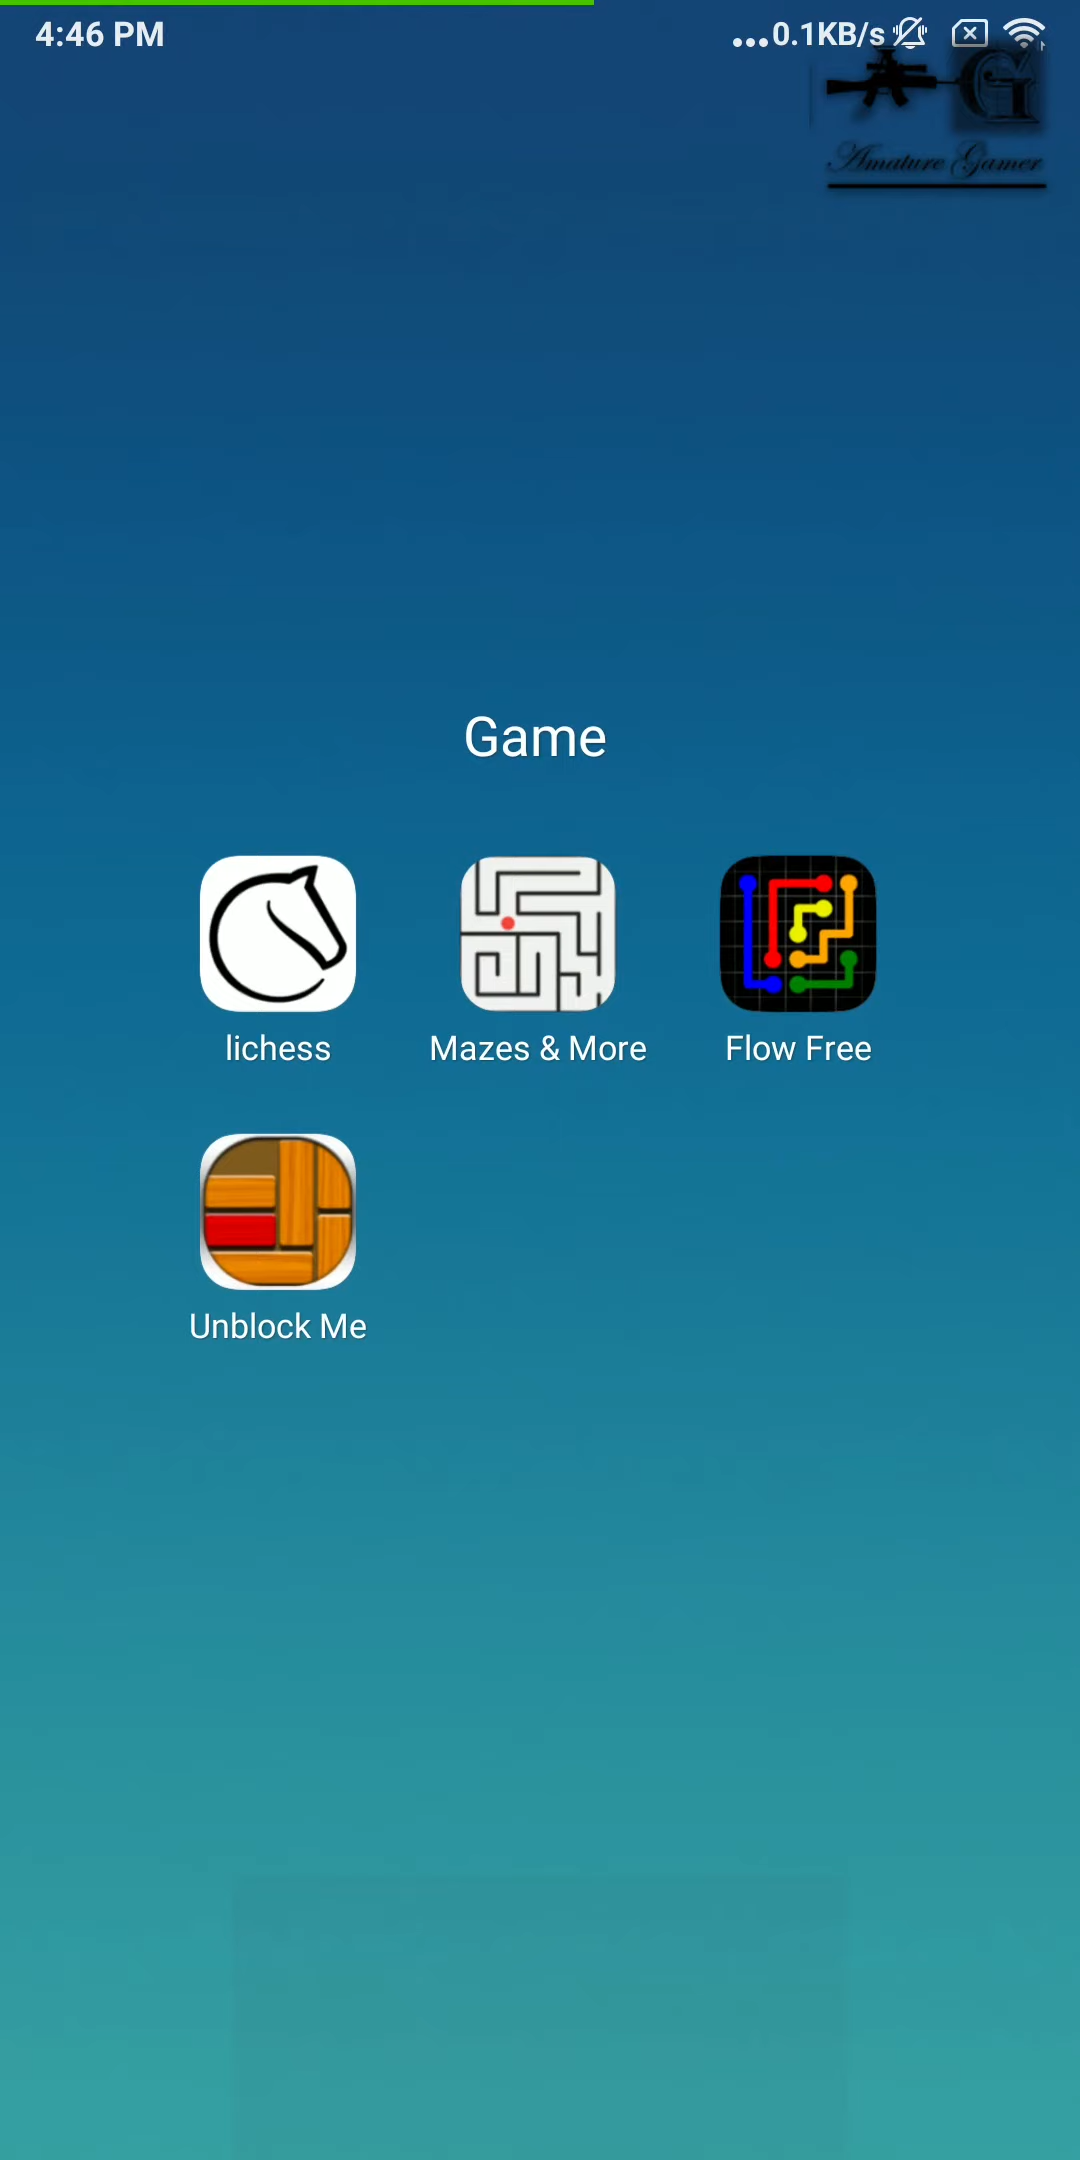 4:46 PM
...0.1KB/s
G
Amature Gamer
Game
lichess
Mazes & More
Flow Free
Unblock Me